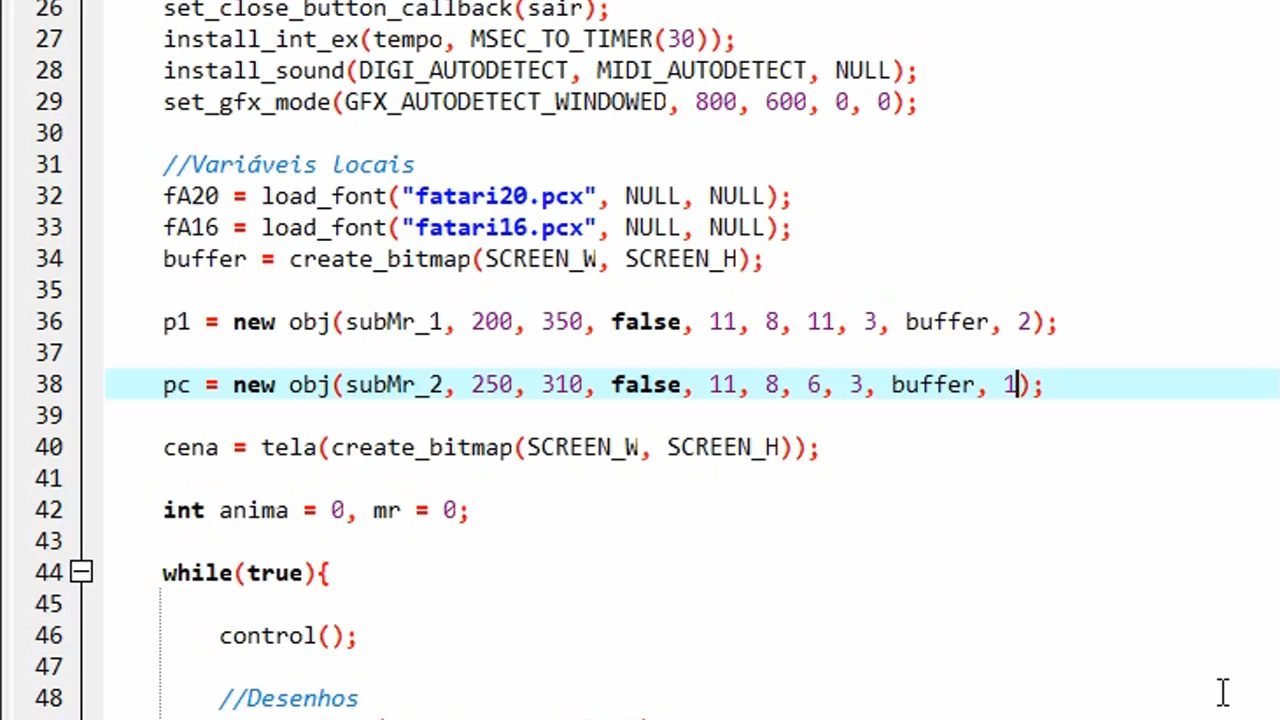 26 set_close_button_callback(sair);
27 install_int_ex(tempo, MSEC_TO_TIMER(30));
28 install_sound(DIGI_AUTODETECT, MIDI_AUTODETECT, NULL);
29 set_gfx_mode(GFX_AUTODETECT_WINDOWED, 800, 600, 0, 0);
30
31 //Variáveis locais
32 fA20 = load_font("fatari20.pcx", NULL, NULL);
33 fA16 = load_font("fatari16.pcx", NULL, NULL);
34 buffer = create_bitmap(SCREEN_W, SCREEN_H);
35
36 p1 = new obj(subMr_1, 200, 350, false, 11, 8, 11, 3, buffer, 2);
37
38 pc = new obj(subMr_2, 250, 310, false, 11, 8, 6, 3, buffer, 1);
39
40 cena = tela(create_bitmap(SCREEN_W, SCREEN_H));
41
42 int anima = 0, mr = 0;
43
44 while(true){
45
46 control();
47
48 //Desenhos